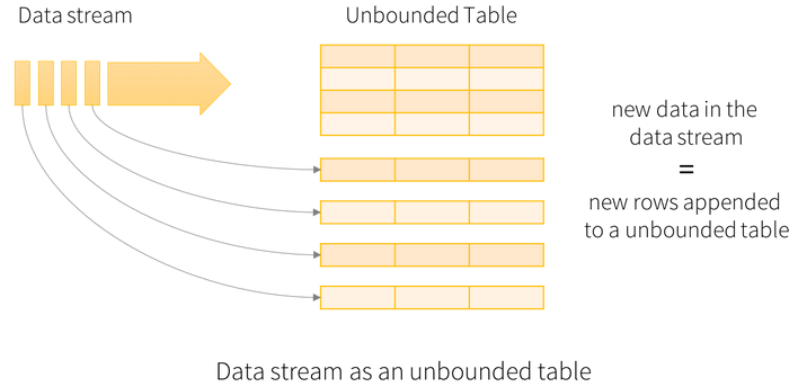 Data stream
Unbounded Table
new data in the
data stream
=
new rows appended
to a unbounded table
Data stream as an unbounded table